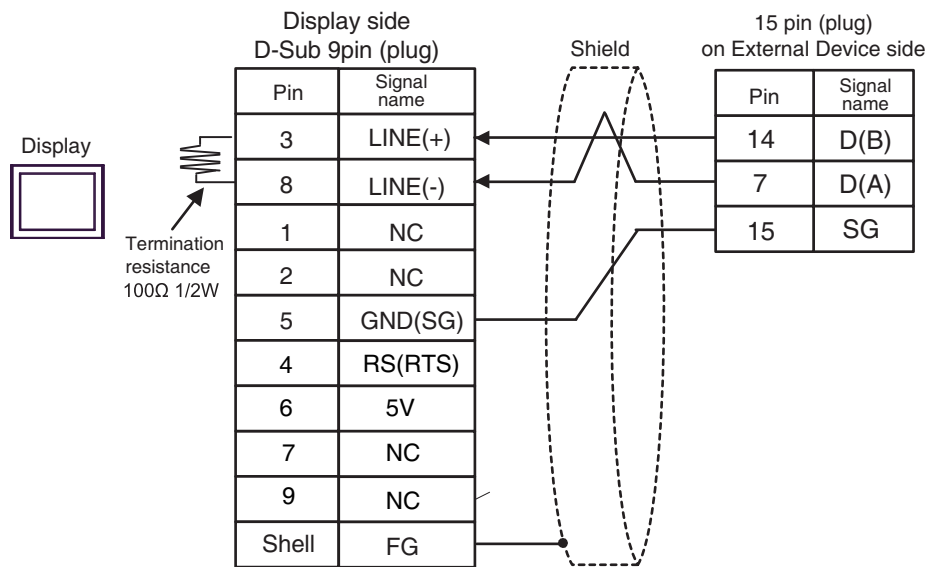 Display side
D-Sub 9pin (plug)
Shield
15 pin (plug)
on External Device side
Pin Signal name
3 LINE(+)
8 LINE(-)
1 NC
2 NC
5 GND(SG)
4 RS(RTS)
6 5V
7 NC
9 NC
Shell FG
Pin Signal name
14 D(B)
7 D(A)
15 SG
Display
Termination
resistance
100Ω 1/2W